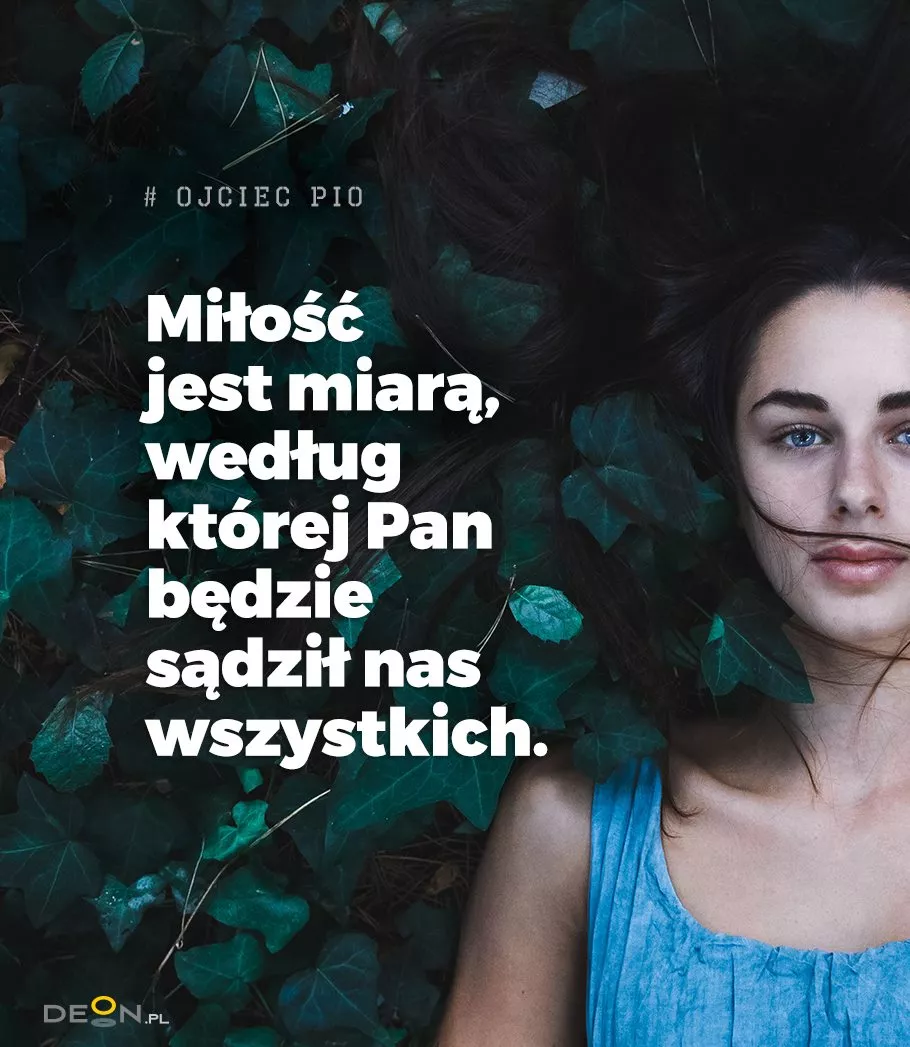 # OJCIEC PIO
Miłość
jest miarą,
według
której Pan
będzie
sądził nas
wszystkich.
DEON.PL